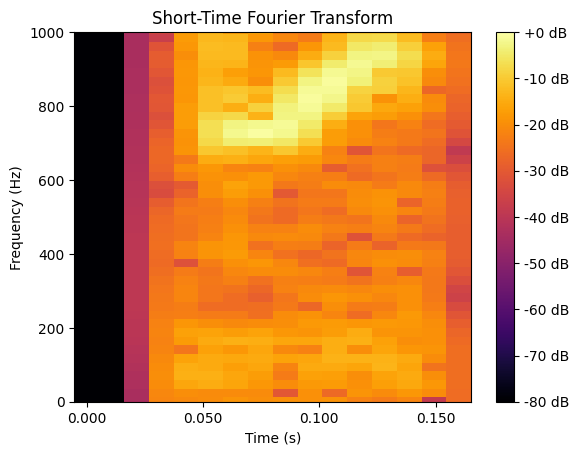 Short-Time Fourier Transform
1000
800
600
400
200
0
Frequency (Hz)
0.000
0.050
0.100
0.150
Time (s)
+0 dB
-10 dB
-20 dB
-30 dB
-40 dB
-50 dB
-60 dB
-70 dB
-80 dB